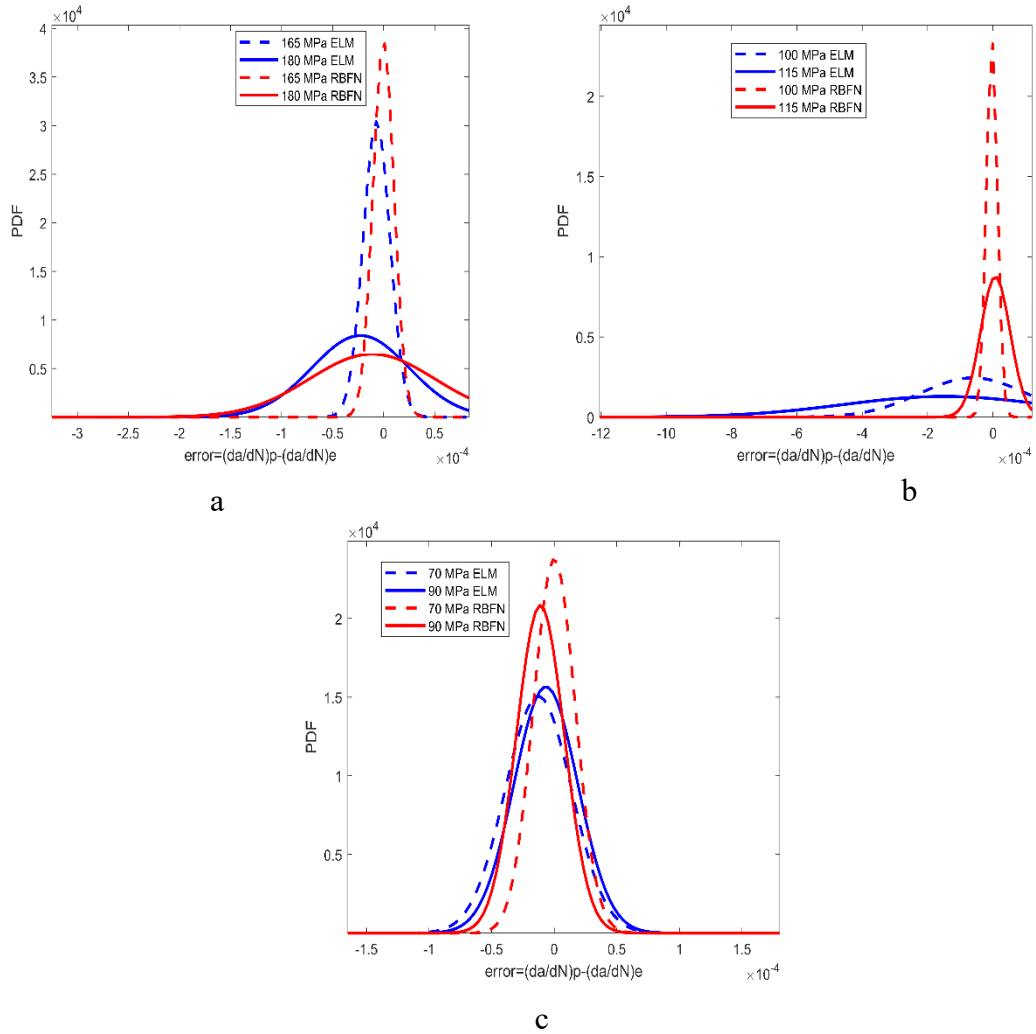 ×10⁴
4
3.5
3
2.5
2
1.5
1
0.5
PDF
165 MPa ELM
180 MPa ELM
165 MPa RBFN
180 MPa RBFN
-3 -2.5 -2 -1.5 -1 -0.5 0 0.5
error=(da/dN)p-(da/dN)e ×10⁻⁴
a
×10⁴
2
1.5
1
0.5
0
PDF
100 MPa ELM
115 MPa ELM
100 MPa RBFN
115 MPa RBFN
-12 -10 -8 -6 -4 -2 0
error=(da/dN)p-(da/dN)e ×10⁻⁴
b
×10⁴
2
1.5
1
0.5
PDF
70 MPa ELM
90 MPa ELM
70 MPa RBFN
90 MPa RBFN
-1.5 -1 -0.5 0 0.5 1 1.5
error=(da/dN)p-(da/dN)e ×10⁻⁴
c